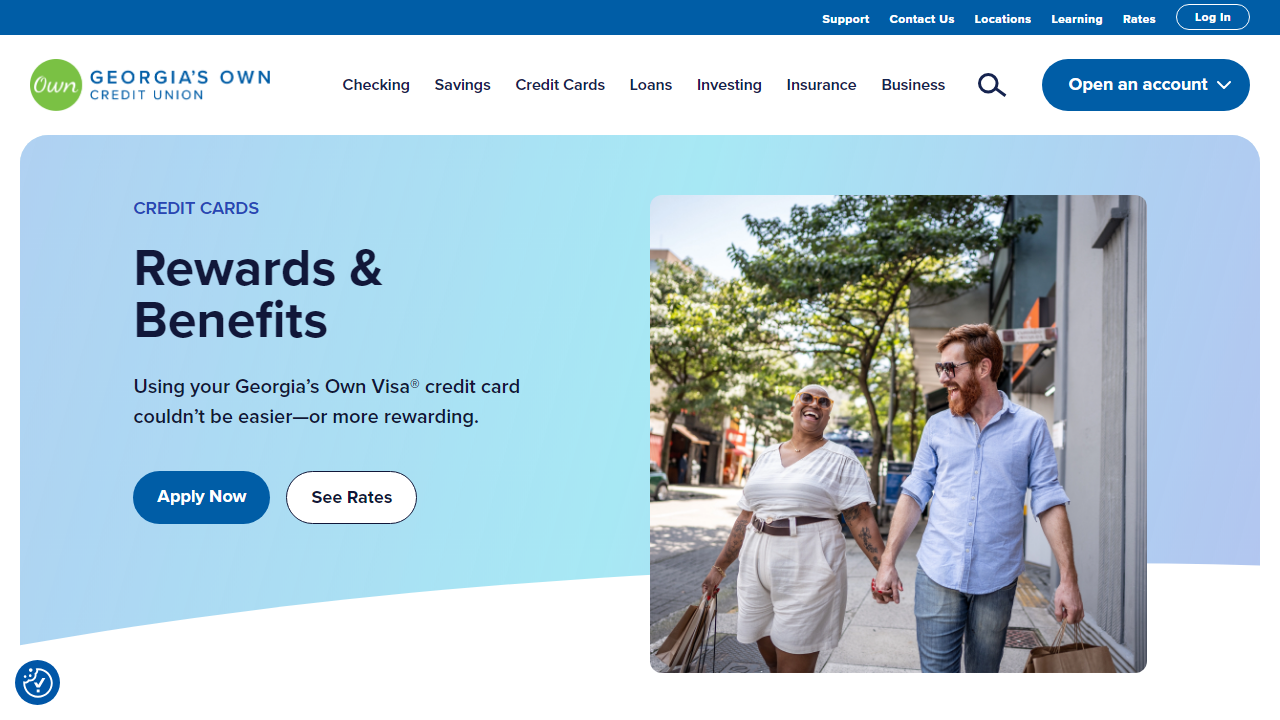 Support Contact Us Locations Learning Rates Log In
Own GEORGIA'S OWN
CREDIT UNION
Checking Savings Credit Cards Loans Investing Insurance Business Open an account
CREDIT CARDS
Rewards &
Benefits
Using your Georgia’s Own Visa® credit card
couldn’t be easier—or more rewarding.
Apply Now See Rates